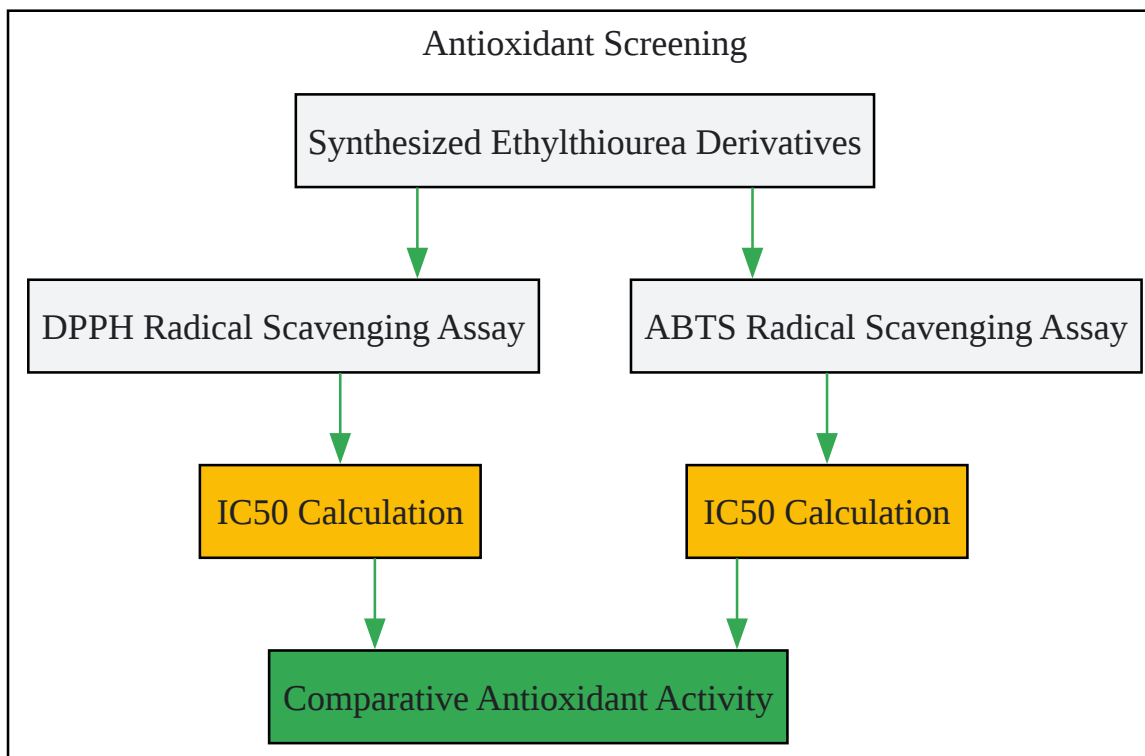 Antioxidant Screening
Synthesized Ethylthiourea Derivatives
DPPH Radical Scavenging Assay
ABTS Radical Scavenging Assay
IC50 Calculation
IC50 Calculation
Comparative Antioxidant Activity